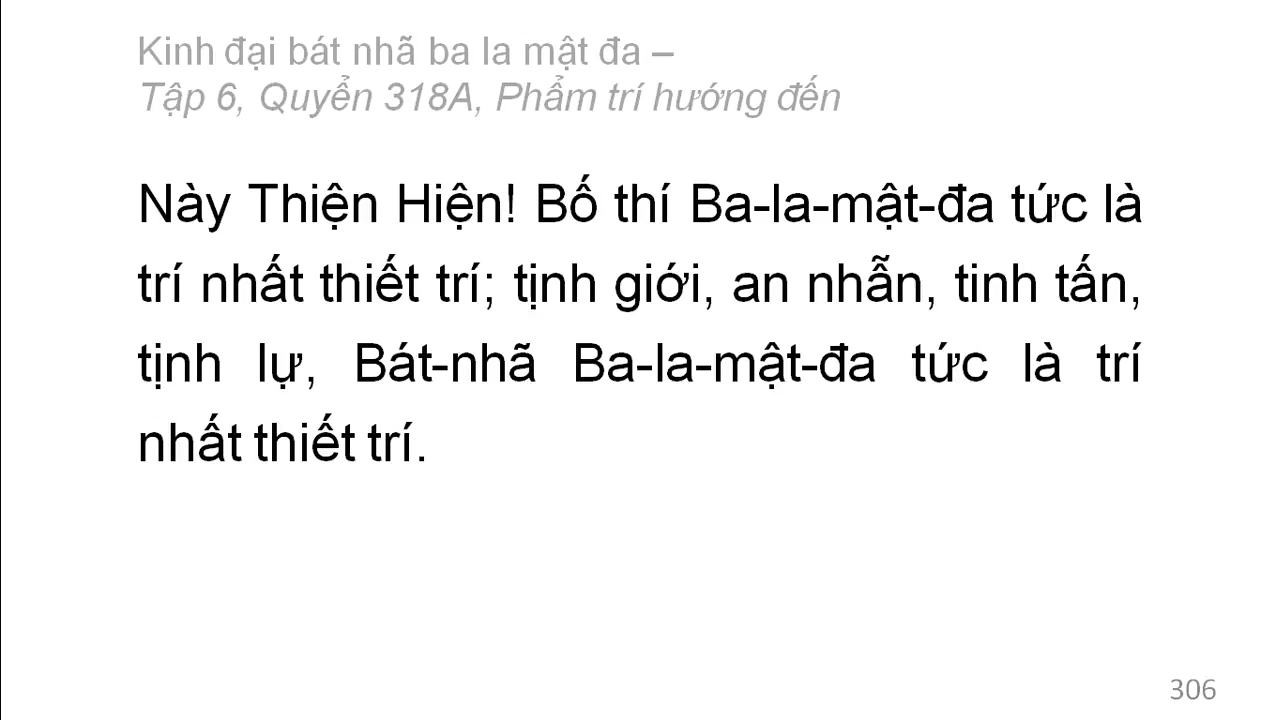 Kinh đại bát nhã ba la mật đa –
Tập 6, Quyển 318A, Phẩm trí hướng đến
Này Thiện Hiện! Bố thí Ba-la-mật-đa tức là
trí nhất thiết trí; tịnh giới, an nhẫn, tinh tấn,
tịnh lự, Bát-nhã Ba-la-mật-đa tức là trí
nhất thiết trí.
306